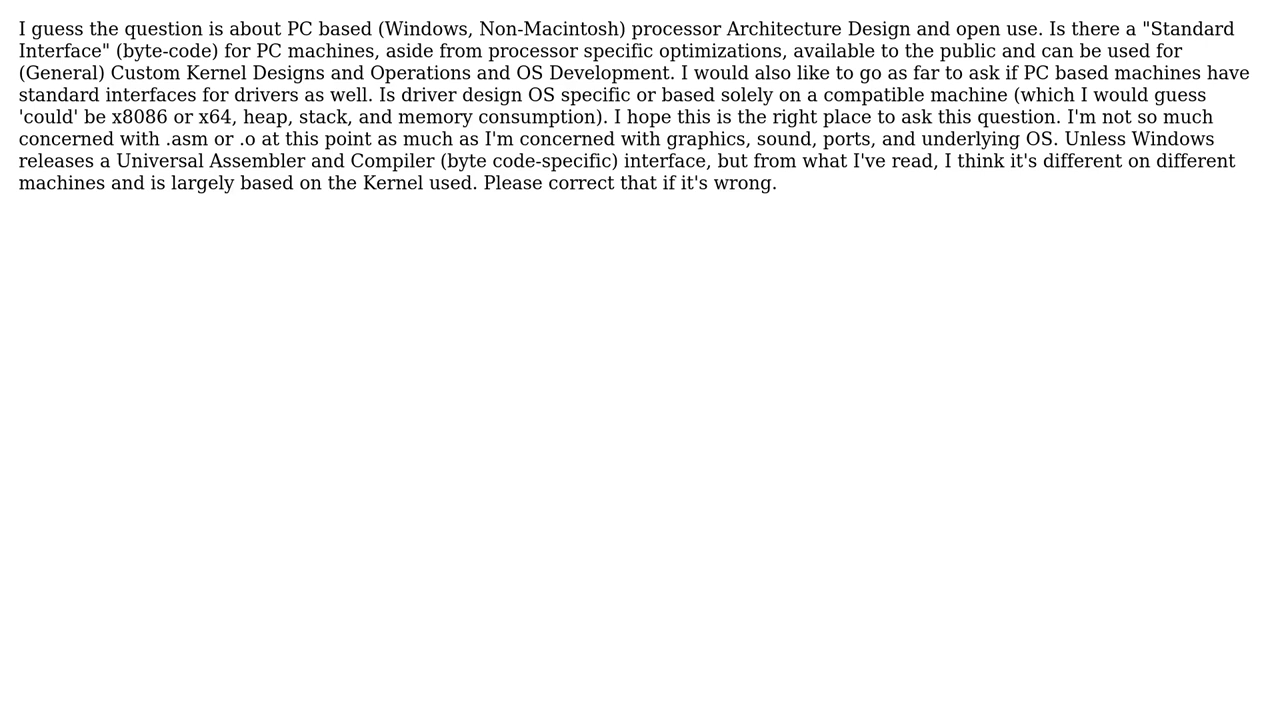 I guess the question is about PC based (Windows, Non-Macintosh) processor Architecture Design and open use. Is there a "Standard
Interface" (byte-code) for PC machines, aside from processor specific optimizations, available to the public and can be used for
(General) Custom Kernel Designs and Operations and OS Development. I would also like to go as far to ask if PC based machines have
standard interfaces for drivers as well. Is driver design OS specific or based solely on a compatible machine (which I would guess
'could' be x8086 or x64, heap, stack, and memory consumption). I hope this is the right place to ask this question. I'm not so much
concerned with .asm or .o at this point as much as I'm concerned with graphics, sound, ports, and underlying OS. Unless Windows
releases a Universal Assembler and Compiler (byte code-specific) interface, but from what I've read, I think it's different on different
machines and is largely based on the Kernel used. Please correct that if it's wrong.